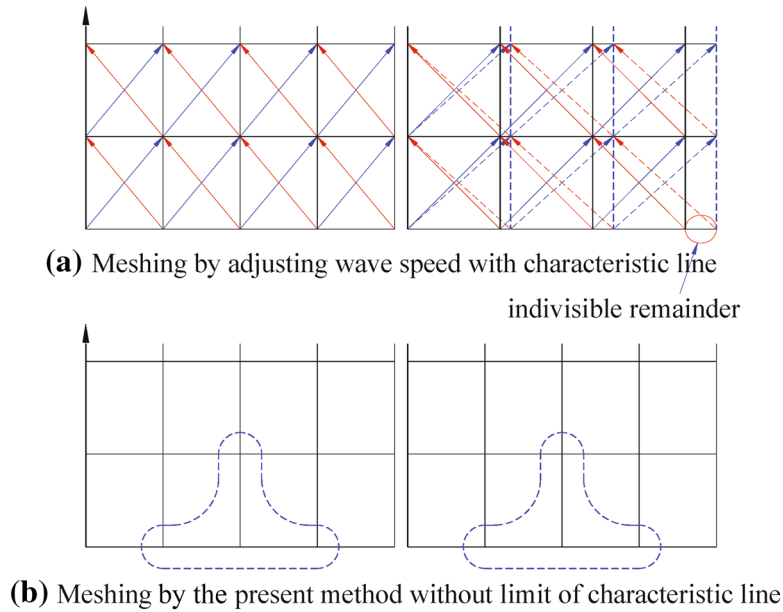 (a) Meshing by adjusting wave speed with characteristic line
indivisible remainder
(b) Meshing by the present method without limit of characteristic line